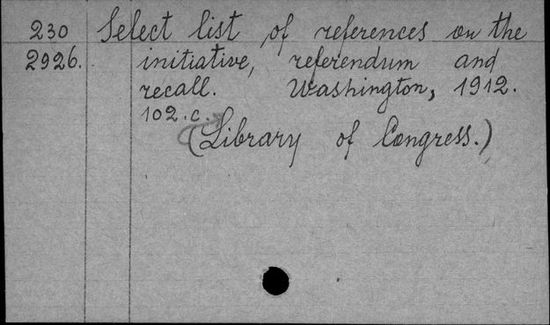 230 Select list of references on the
2926. initiative, referendum and
recall. Washington, 1912.
102.c.
(Library of Congress.)